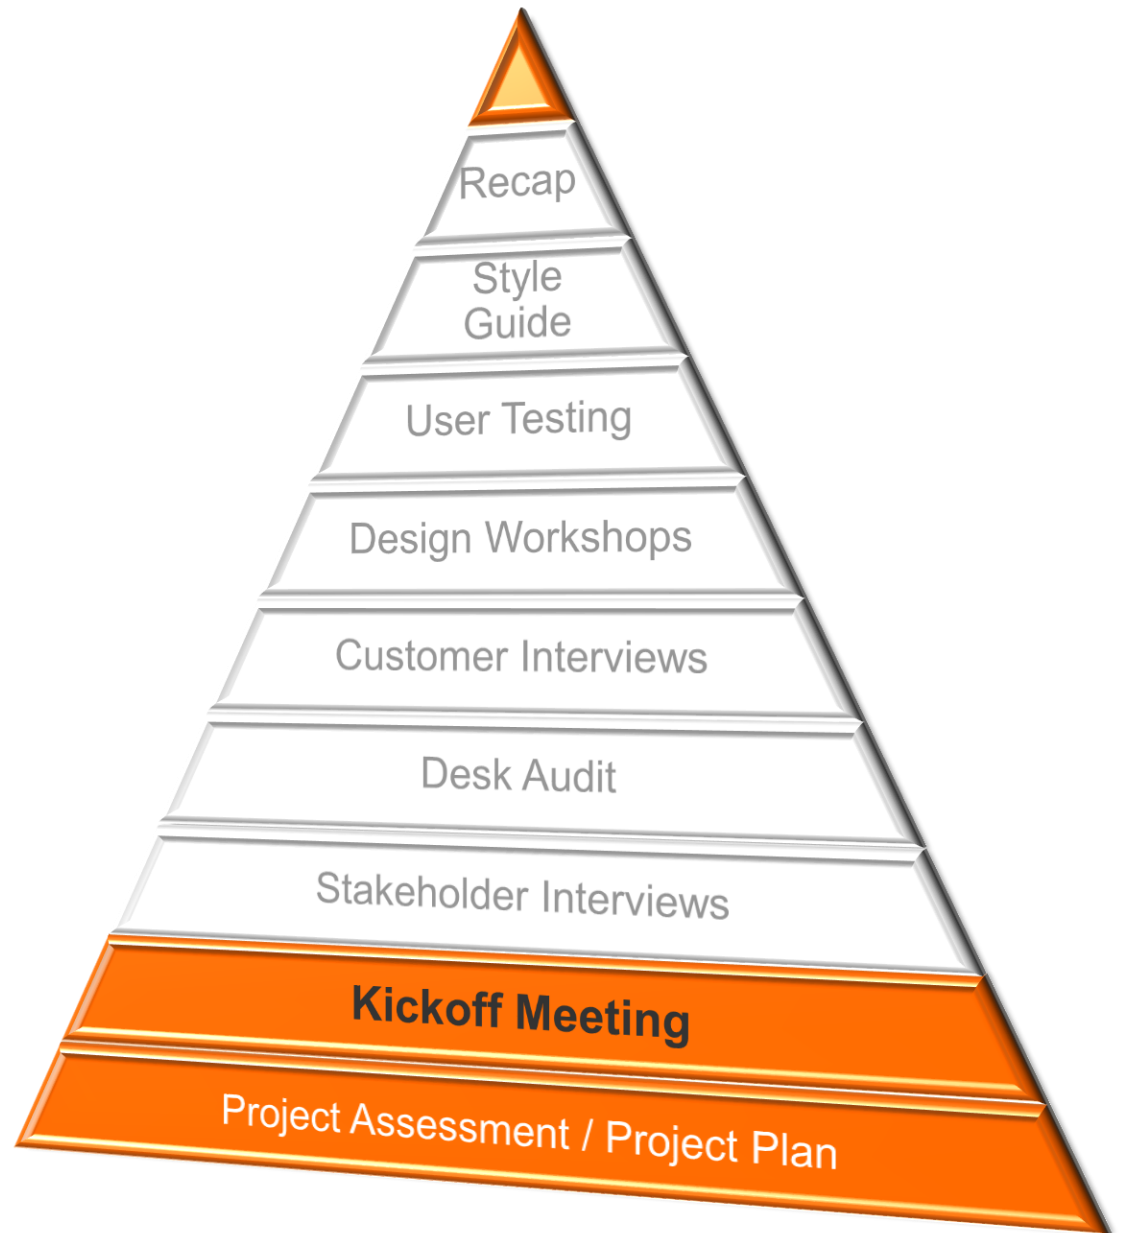 Recap
Style
Guide
User Testing
Design Workshops
Customer Interviews
Desk Audit
Stakeholder Interviews
Kickoff Meeting
Project Assessment / Project Plan